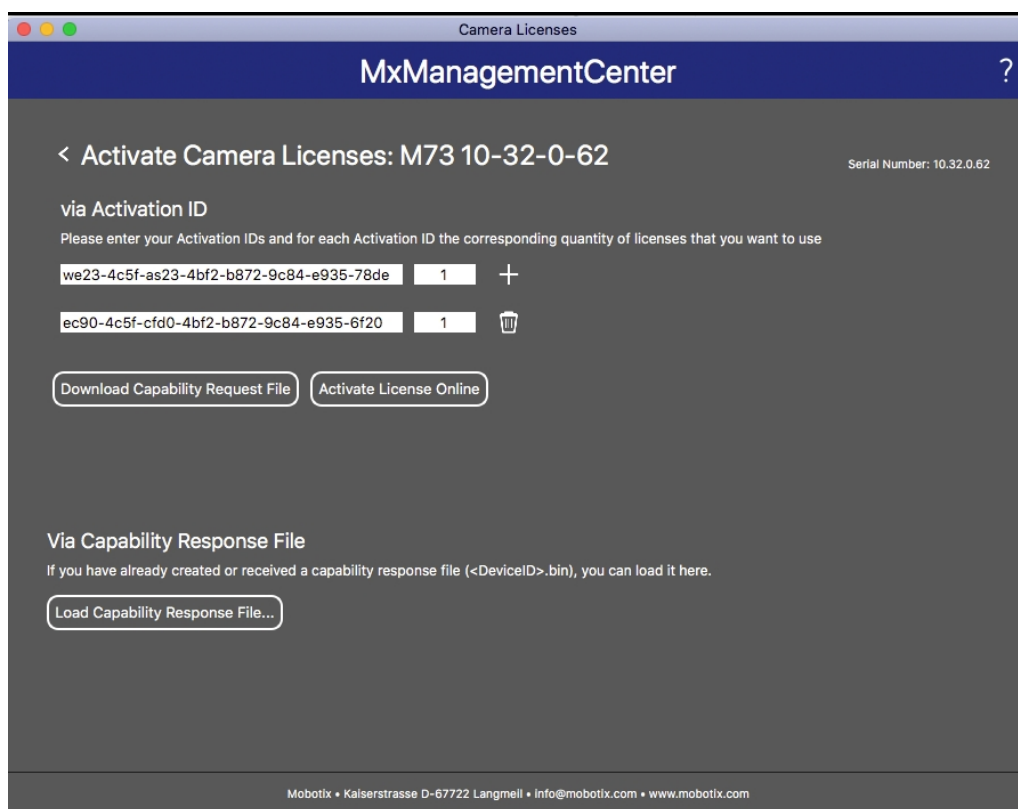 Camera Licenses
MxManagementCenter ?
< Activate Camera Licenses: M73 10-32-0-62
Serial Number: 10.32.0.62
via Activation ID
Please enter your Activation IDs and for each Activation ID the corresponding quantity of licenses that you want to use
we23-4c5f-as23-4bf2-b872-9c84-e935-78de 1 +
ec90-4c5f-cfd0-4bf2-b872-9c84-e935-6f20 1
Download Capability Request File Activate License Online
Via Capability Response File
If you have already created or received a capability response file (<DeviceID>.bin), you can load it here.
Load Capability Response File...
Mobotix • Kaiserstrasse D-67722 Langmeil • info@mobotix.com • www.mobotix.com